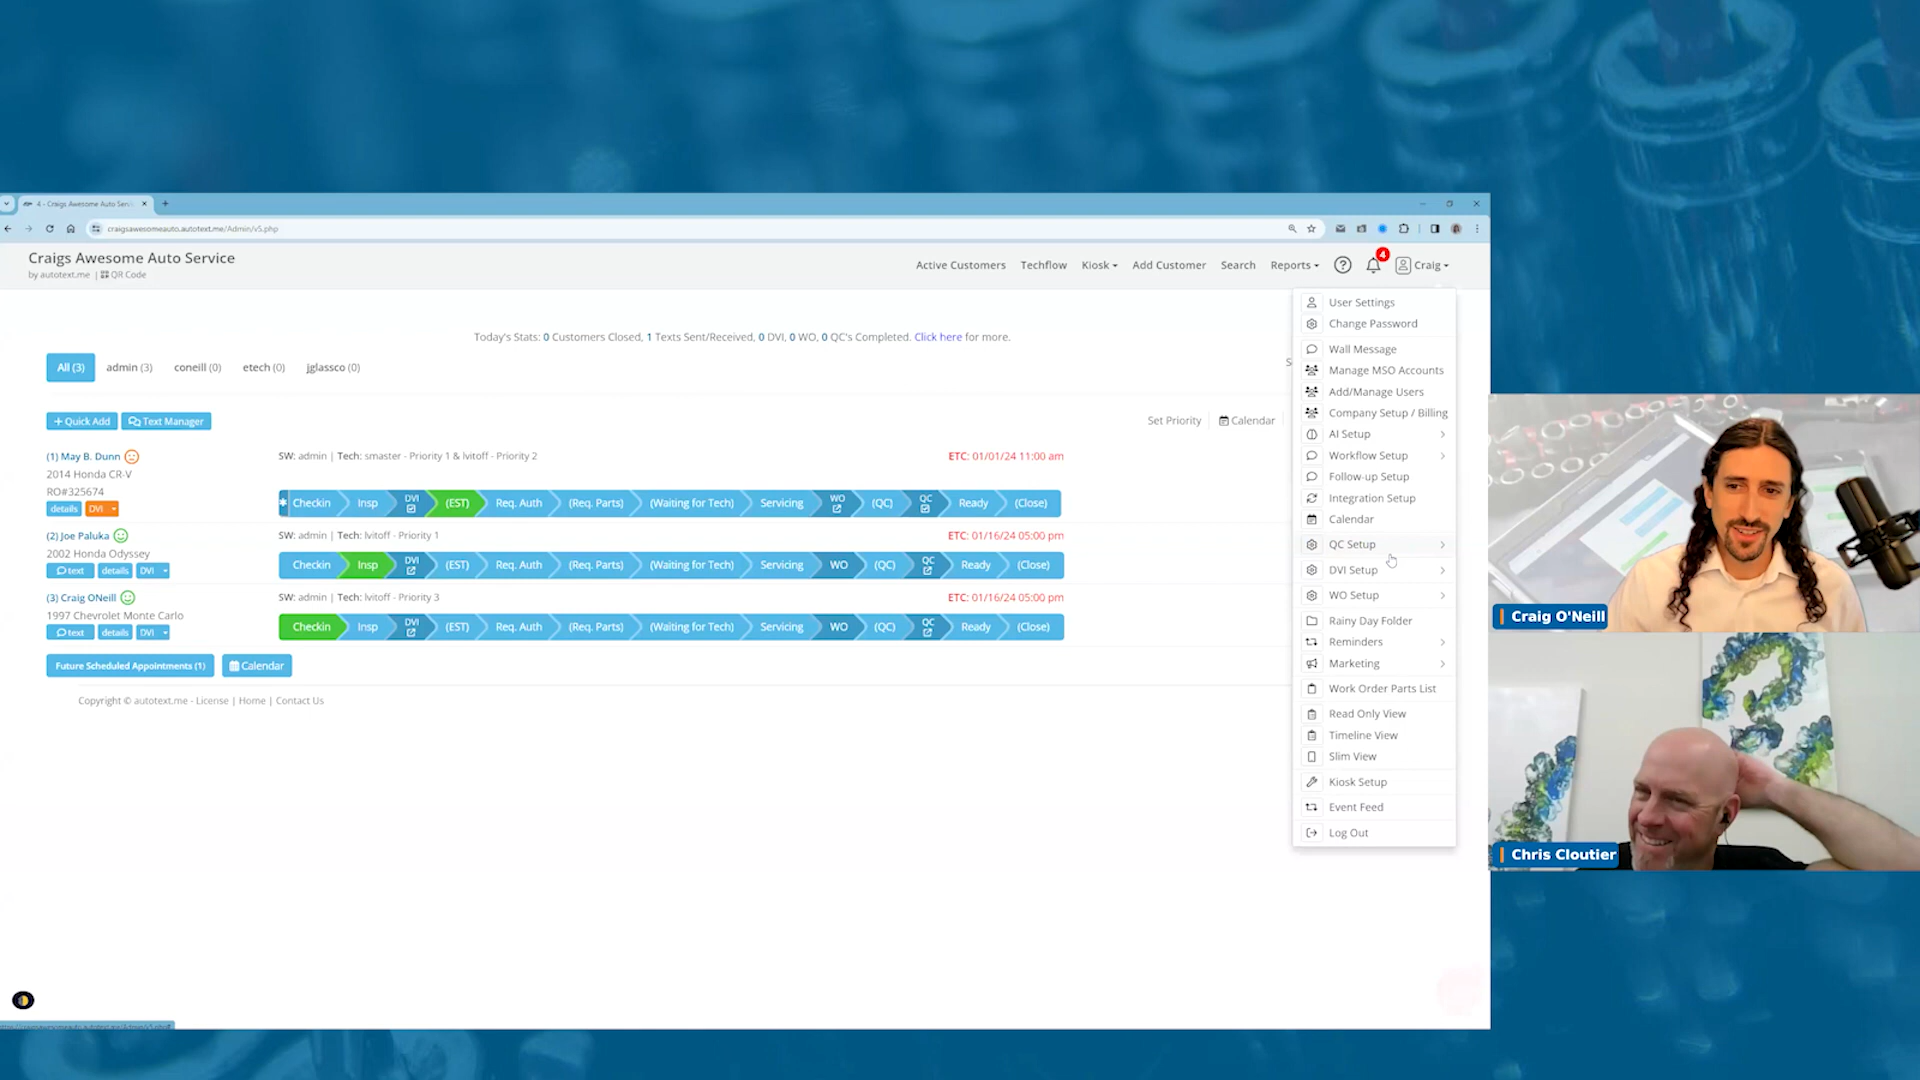 4 - Craigs Awesome Auto Serv
craigsawesomeauto.autotext.me/Admin/v5.php
Craigs Awesome Auto Service
by autotext.me | QR Code
Active Customers Techflow Kiosk Add Customer Search Reports 4 Craig
Today's Stats: 0 Customers Closed, 1 Texts Sent/Received, 0 DVI, 0 WO, 0 QC's Completed. Click here for more.
All (3) admin (3) coneill (0) etech (0) jglassco (0)
+ Quick Add Text Manager
Set Priority Calendar
(1) May B. Dunn
SW: admin | Tech: smaster - Priority 1 & lvitoff - Priority 2
ETC: 01/01/24 11:00 am
2014 Honda CR-V
RO#325674
details DVI
Checkin Insp DVI (EST) Req. Auth (Req. Parts) (Waiting for Tech) Servicing WO (QC) QC Ready (Close)
(2) Joe Paluka
SW: admin | Tech: lvitoff - Priority 1
ETC: 01/16/24 05:00 pm
2002 Honda Odyssey
text details DVI
Checkin Insp DVI (EST) Req. Auth (Req. Parts) (Waiting for Tech) Servicing WO (QC) QC Ready (Close)
(3) Craig ONeill
SW: admin | Tech: lvitoff - Priority 3
ETC: 01/16/24 05:00 pm
1997 Chevrolet Monte Carlo
text details DVI
Checkin Insp DVI (EST) Req. Auth (Req. Parts) (Waiting for Tech) Servicing WO (QC) QC Ready (Close)
Future Scheduled Appointments (1) Calendar
Copyright © autotext.me - License | Home | Contact Us
User Settings
Change Password
Wall Message
Manage MSO Accounts
Add/Manage Users
Company Setup / Billing
AI Setup
Workflow Setup
Follow-up Setup
Integration Setup
Calendar
QC Setup
DVI Setup
WO Setup
Rainy Day Folder
Reminders
Marketing
Work Order Parts List
Read Only View
Timeline View
Slim View
Kiosk Setup
Event Feed
Log Out
Craig O'Neill
Chris Cloutier